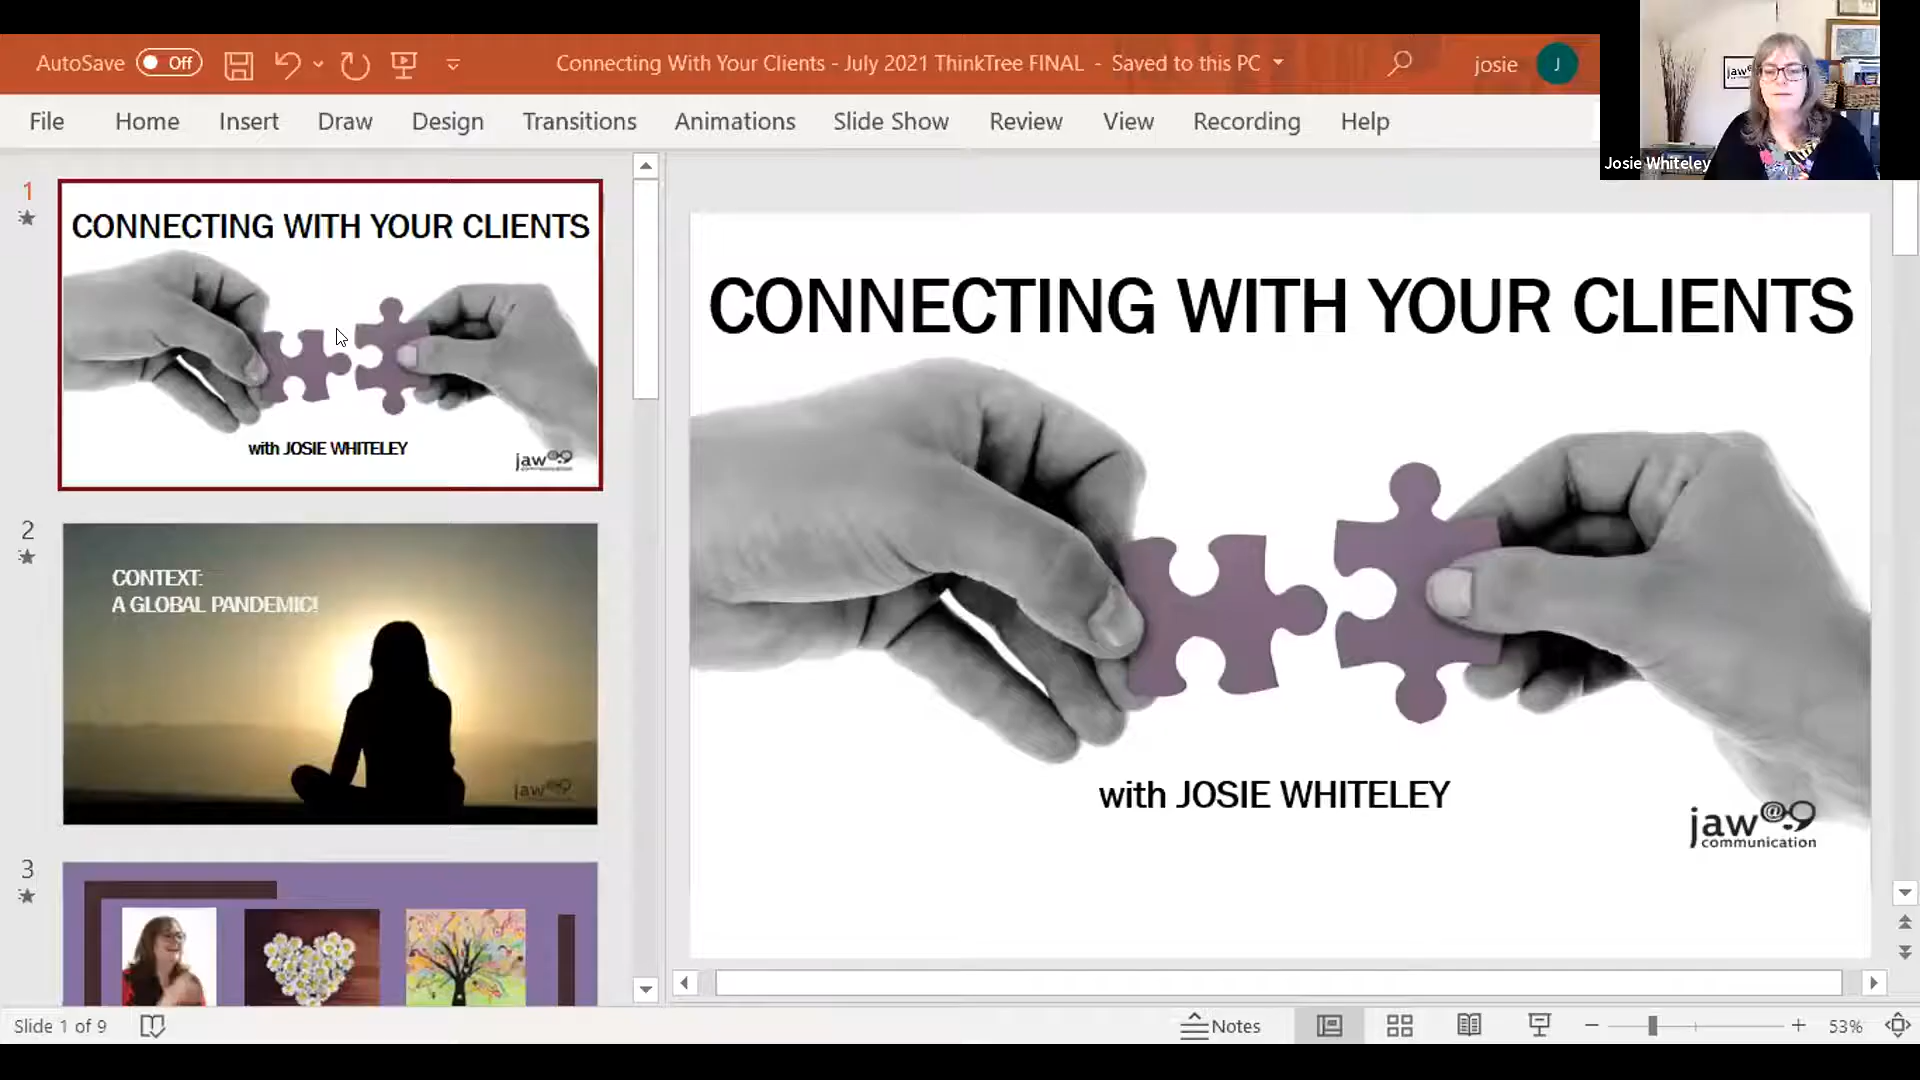 AutoSave Off
Connecting With Your Clients - July 2021 ThinkTree FINAL - Saved to this PC
josie J
jaw
Josie Whiteley
File Home Insert Draw Design Transitions Animations Slide Show Review View Recording Help
1
CONNECTING WITH YOUR CLIENTS
with JOSIE WHITELEY
jaw@
2
CONTEXT:
A GLOBAL PANDEMIC!
jaw@
3
CONNECTING WITH YOUR CLIENTS
with JOSIE WHITELEY
jaw@
communication
Slide 1 of 9
Notes
53%